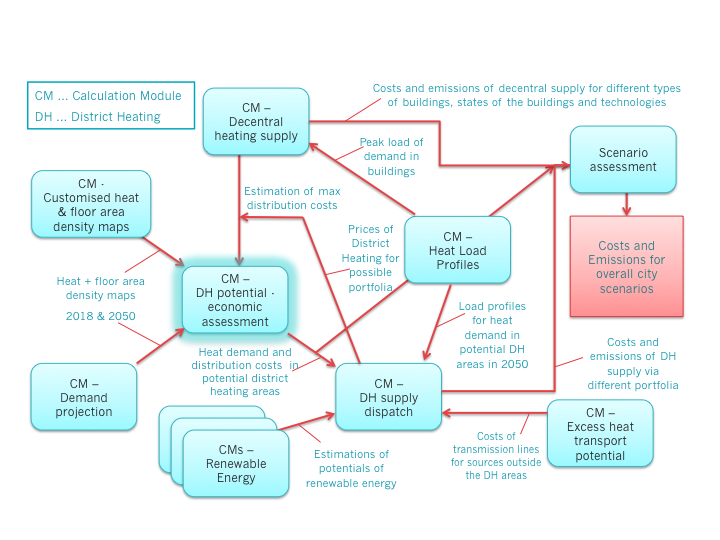 CM ... Calculation Module
DH ... District Heating
CM –
Decentral
heating supply
Costs and emissions of decentral supply for different types
of buildings, states of the buildings and technologies
Peak load of
demand in
buildings
Scenario
assessment
CM -
Customised heat
& floor area
density maps
Estimation of max
distribution costs
Prices of
District
Heating for
possible
portfolia
CM –
Heat Load
Profiles
Costs and
Emissions for
overall city
scenarios
Heat + floor area
density maps
2018 & 2050
CM –
DH potential -
economic
assessment
Load profiles
for heat
demand in
potential DH
areas in 2050
Heat demand and
distribution costs in
potential district
heating areas
Costs and
emissions of DH
supply via
different portfolia
CM –
Demand
projection
CM –
DH supply
dispatch
CMs –
Renewable
Energy
Estimations of
potentials of
renewable energy
Costs of
transmission lines
for sources outside
the DH areas
CM –
Excess heat
transport
potential